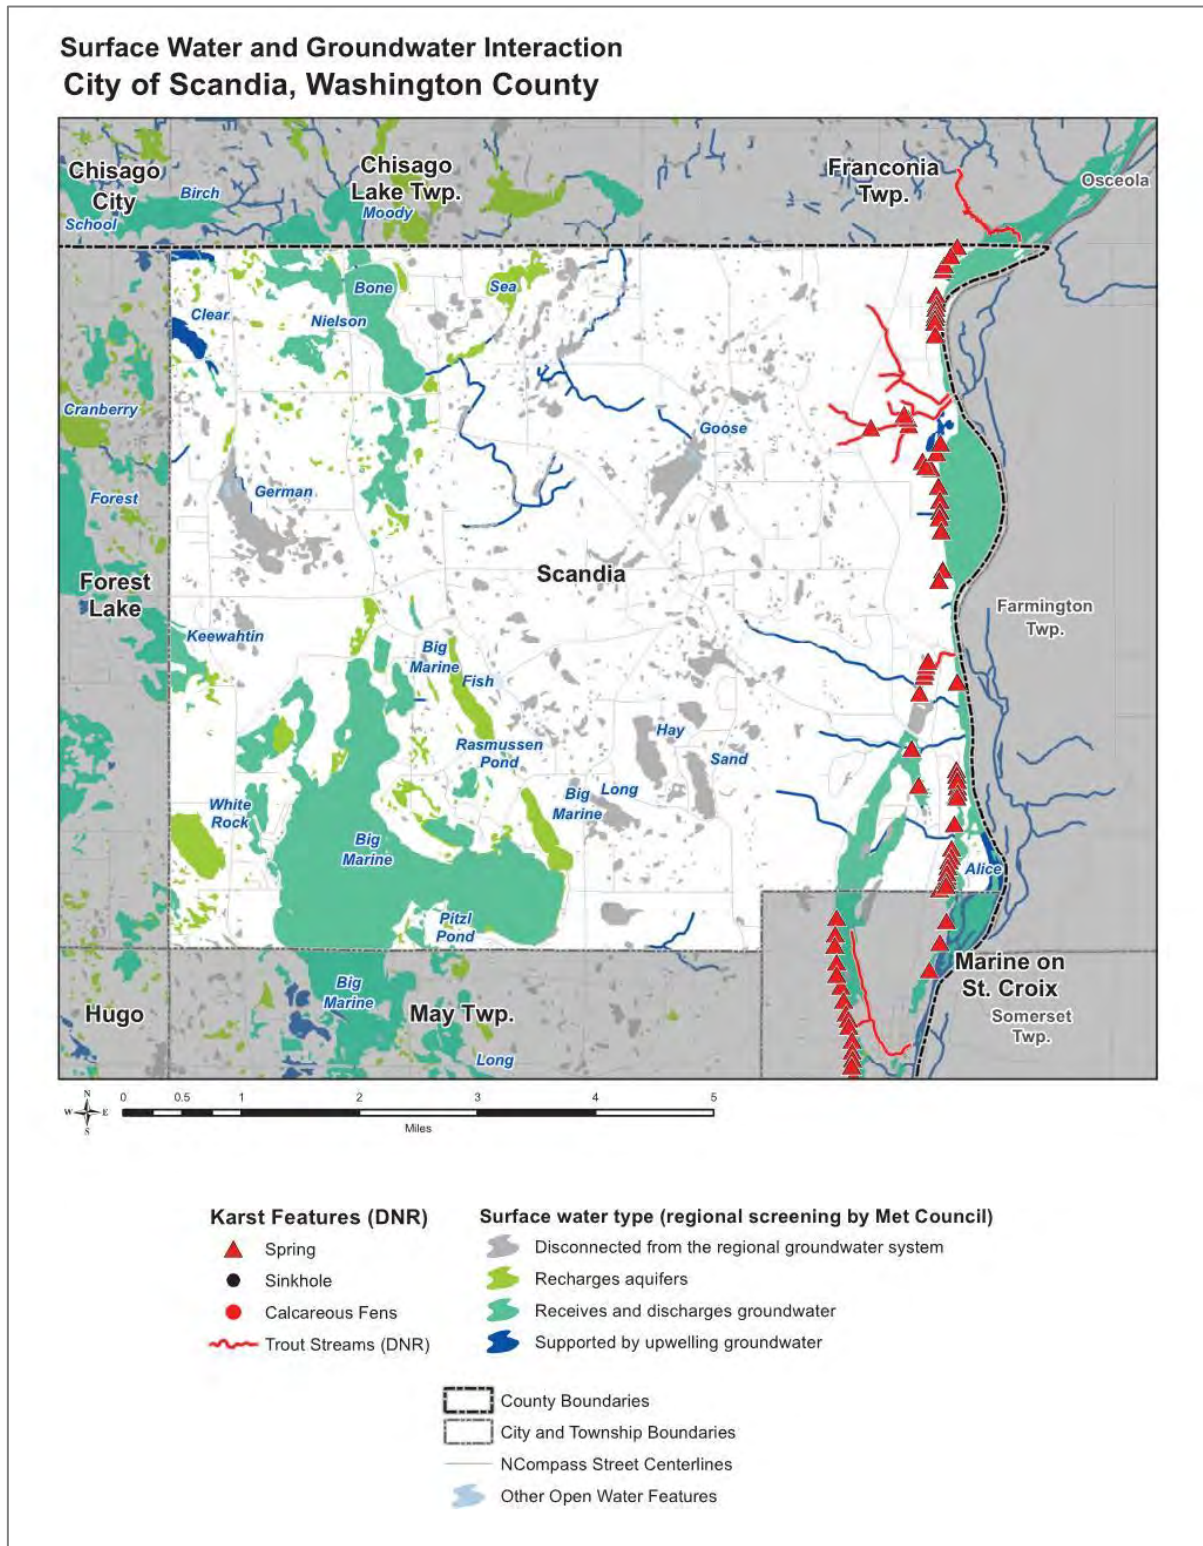 Surface Water and Groundwater Interaction
City of Scandia, Washington County
Chisago
City
Birch
School
Chisago
Lake Twp.
Moody
Franconia
Twp.
Osceola
Bone
Sea
Clear
Nielson
Cranberry
Goose
Forest
German
Scandia
Forest
Lake
Farmington
Twp.
Keewahtin
Big
Marine
Fish
Hay
Rasmussen
Pond
Sand
Big
Marine
Long
White
Rock
Big
Marine
Alice
Pitzl
Pond
Marine on
St. Croix
Big
Marine
Hugo
May Twp.
Somerset
Twp.
Long
N
W
E
S
0
0.5
1
2
3
4
5
Miles
Karst Features (DNR)
Spring
Sinkhole
Calcareous Fens
Trout Streams (DNR)
Surface water type (regional screening by Met Council)
Disconnected from the regional groundwater system
Recharges aquifers
Receives and discharges groundwater
Supported by upwelling groundwater
County Boundaries
City and Township Boundaries
NCompass Street Centerlines
Other Open Water Features